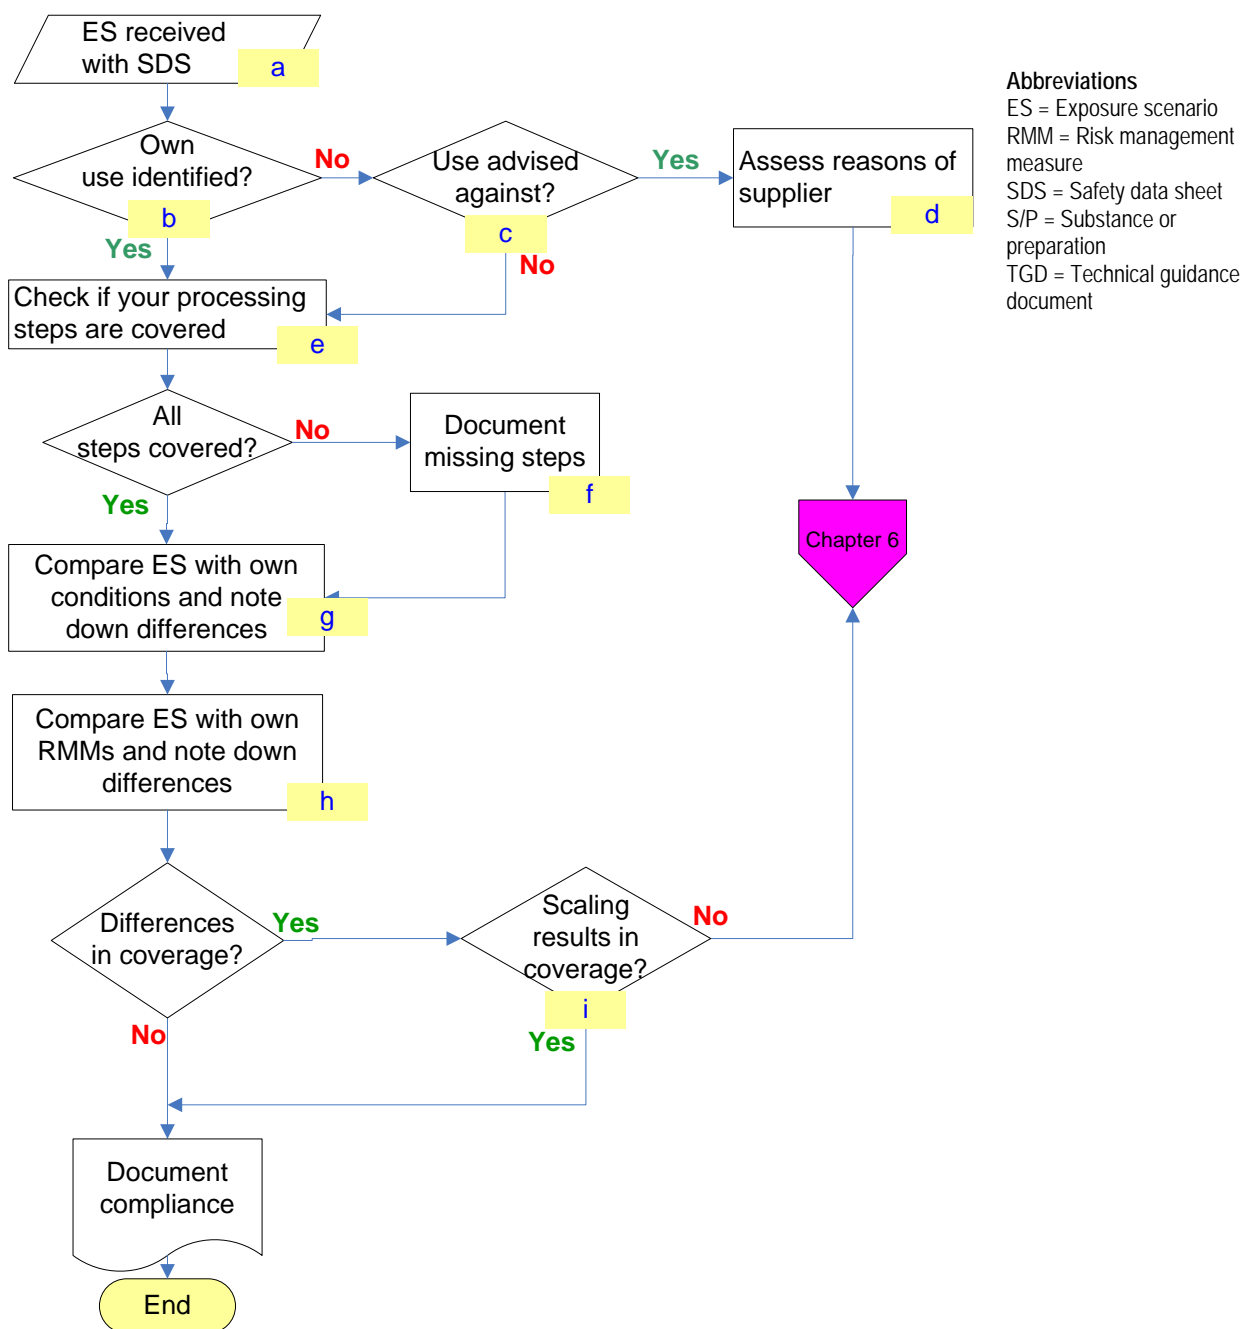 ES received
with SDS
a
Own
use identified?
b
No
Yes
Use advised
against?
c
Yes
No
Assess reasons of
supplier
d
Abbreviations
ES = Exposure scenario
RMM = Risk management
measure
SDS = Safety data sheet
S/P = Substance or
preparation
TGD = Technical guidance
document
Check if your processing
steps are covered
e
All
steps covered?
No
Yes
Document
missing steps
f
Chapter 6
Compare ES with own
conditions and note
down differences
g
Compare ES with own
RMMs and note down
differences
h
Differences
in coverage?
Yes
No
Scaling
results in
coverage?
i
No
Yes
Document
compliance
End